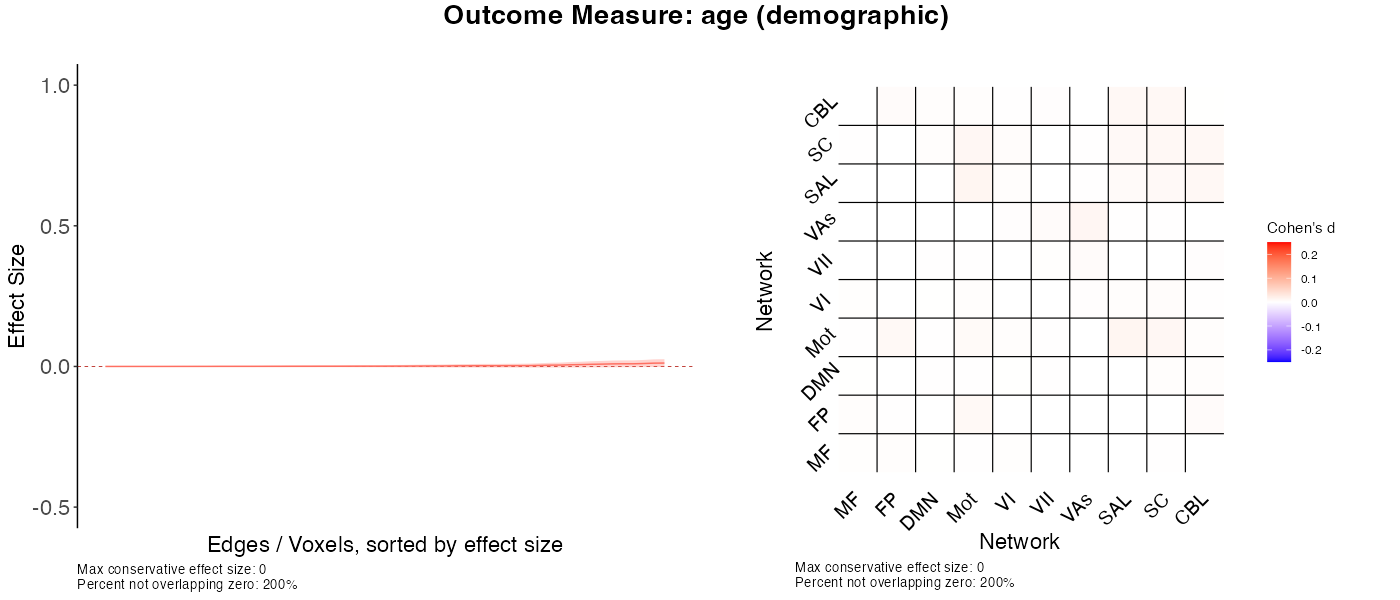 Outcome Measure: age (demographic)
Effect Size
1.0
0.5
0.0
-0.5
Edges / Voxels, sorted by effect size
Max conservative effect size: 0
Percent not overlapping zero: 200%
Network
CBL
SC
SAL
VAs
VII
VI
Mot
DMN
FP
MF
MF FP DMN Mot VI VII VAs SAL SC CBL
Network
Max conservative effect size: 0
Percent not overlapping zero: 200%
Cohen's d
0.2
0.1
0.0
-0.1
-0.2